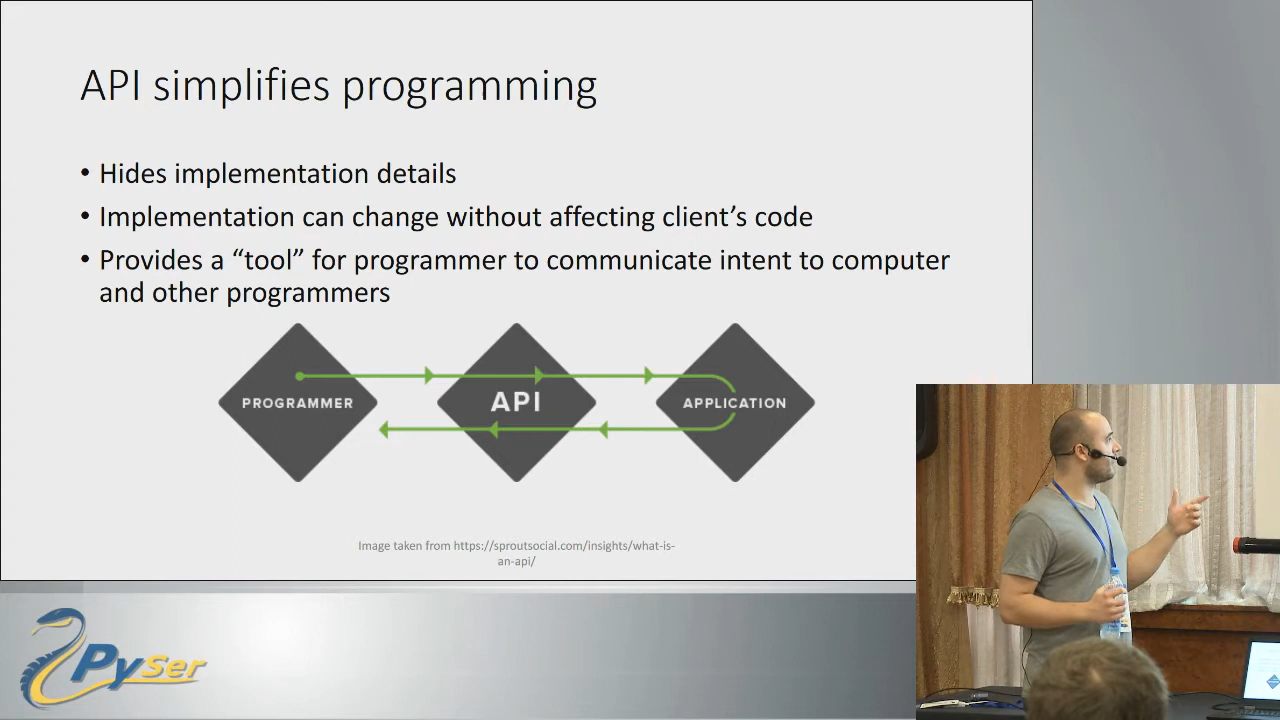 API simplifies programming
• Hides implementation details
• Implementation can change without affecting client’s code
• Provides a “tool” for programmer to communicate intent to computer
and other programmers
PROGRAMMER
API
APPLICATION
Image taken from https://sproutsocial.com/insights/what-is-
an-api/
PySer